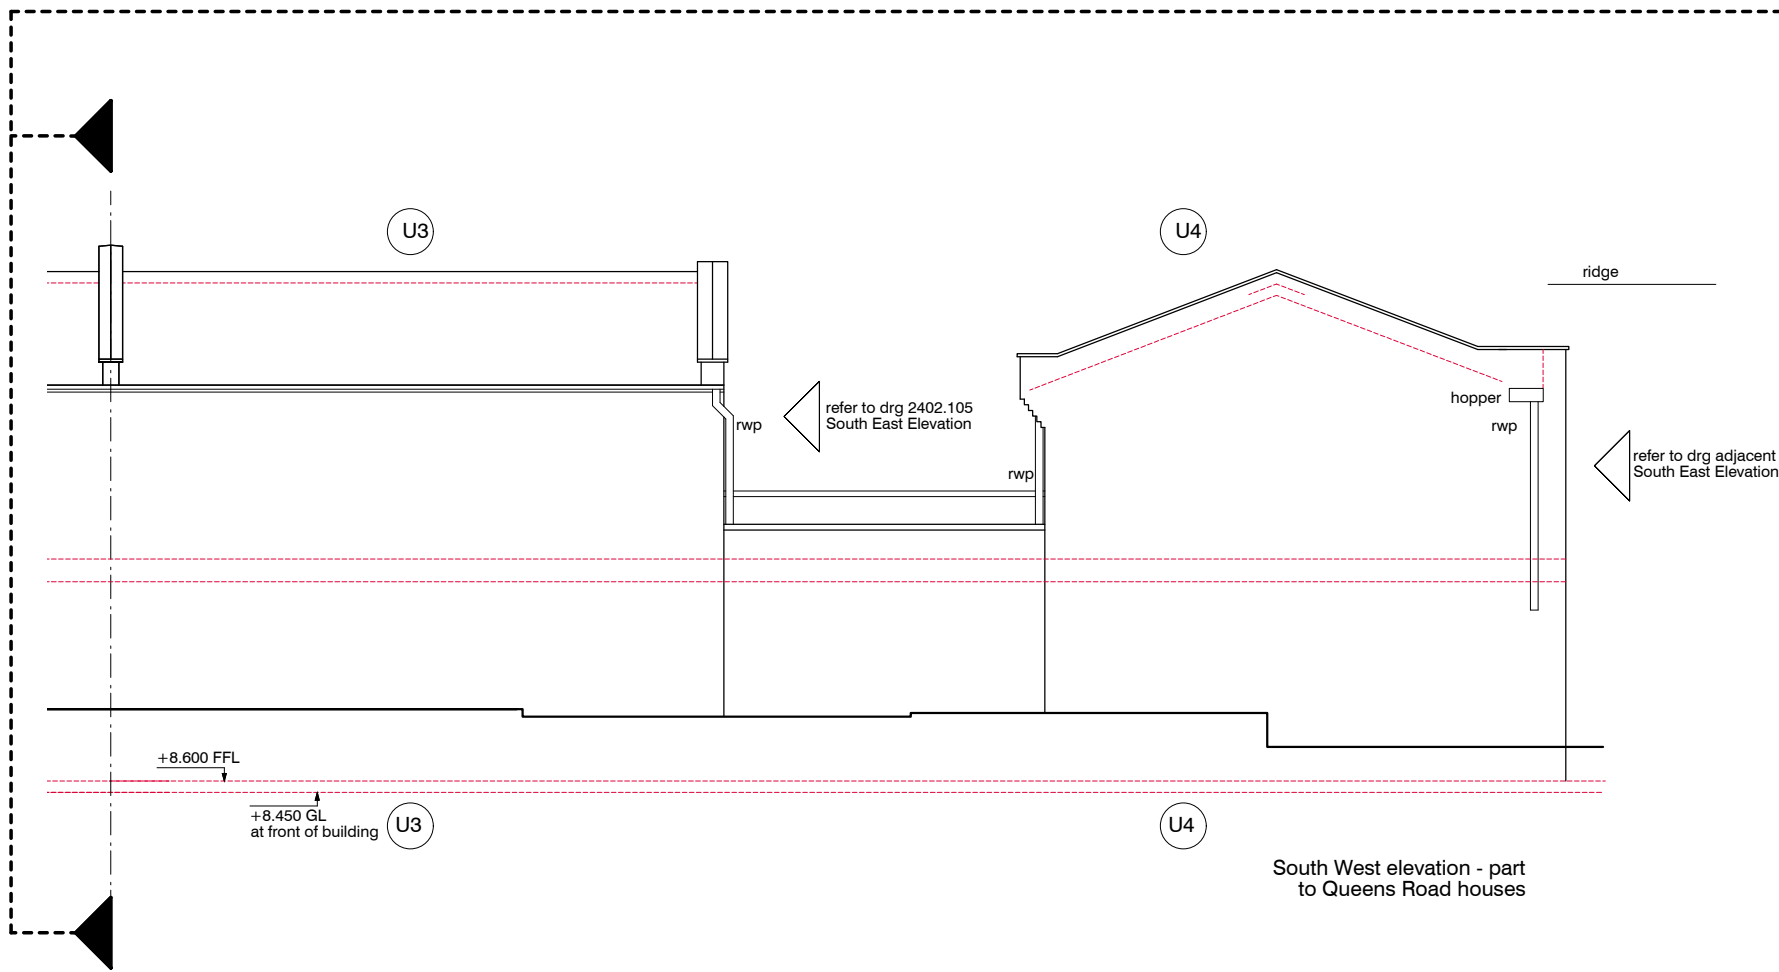 U3
U4
ridge
hopper
refer to drg 2402.105
South East Elevation
rwp
rwp
refer to drg adjacent
South East Elevation
rwp
+8.600 FFL
+8.450 GL
at front of building
U3
U4
South West elevation - part
to Queens Road houses